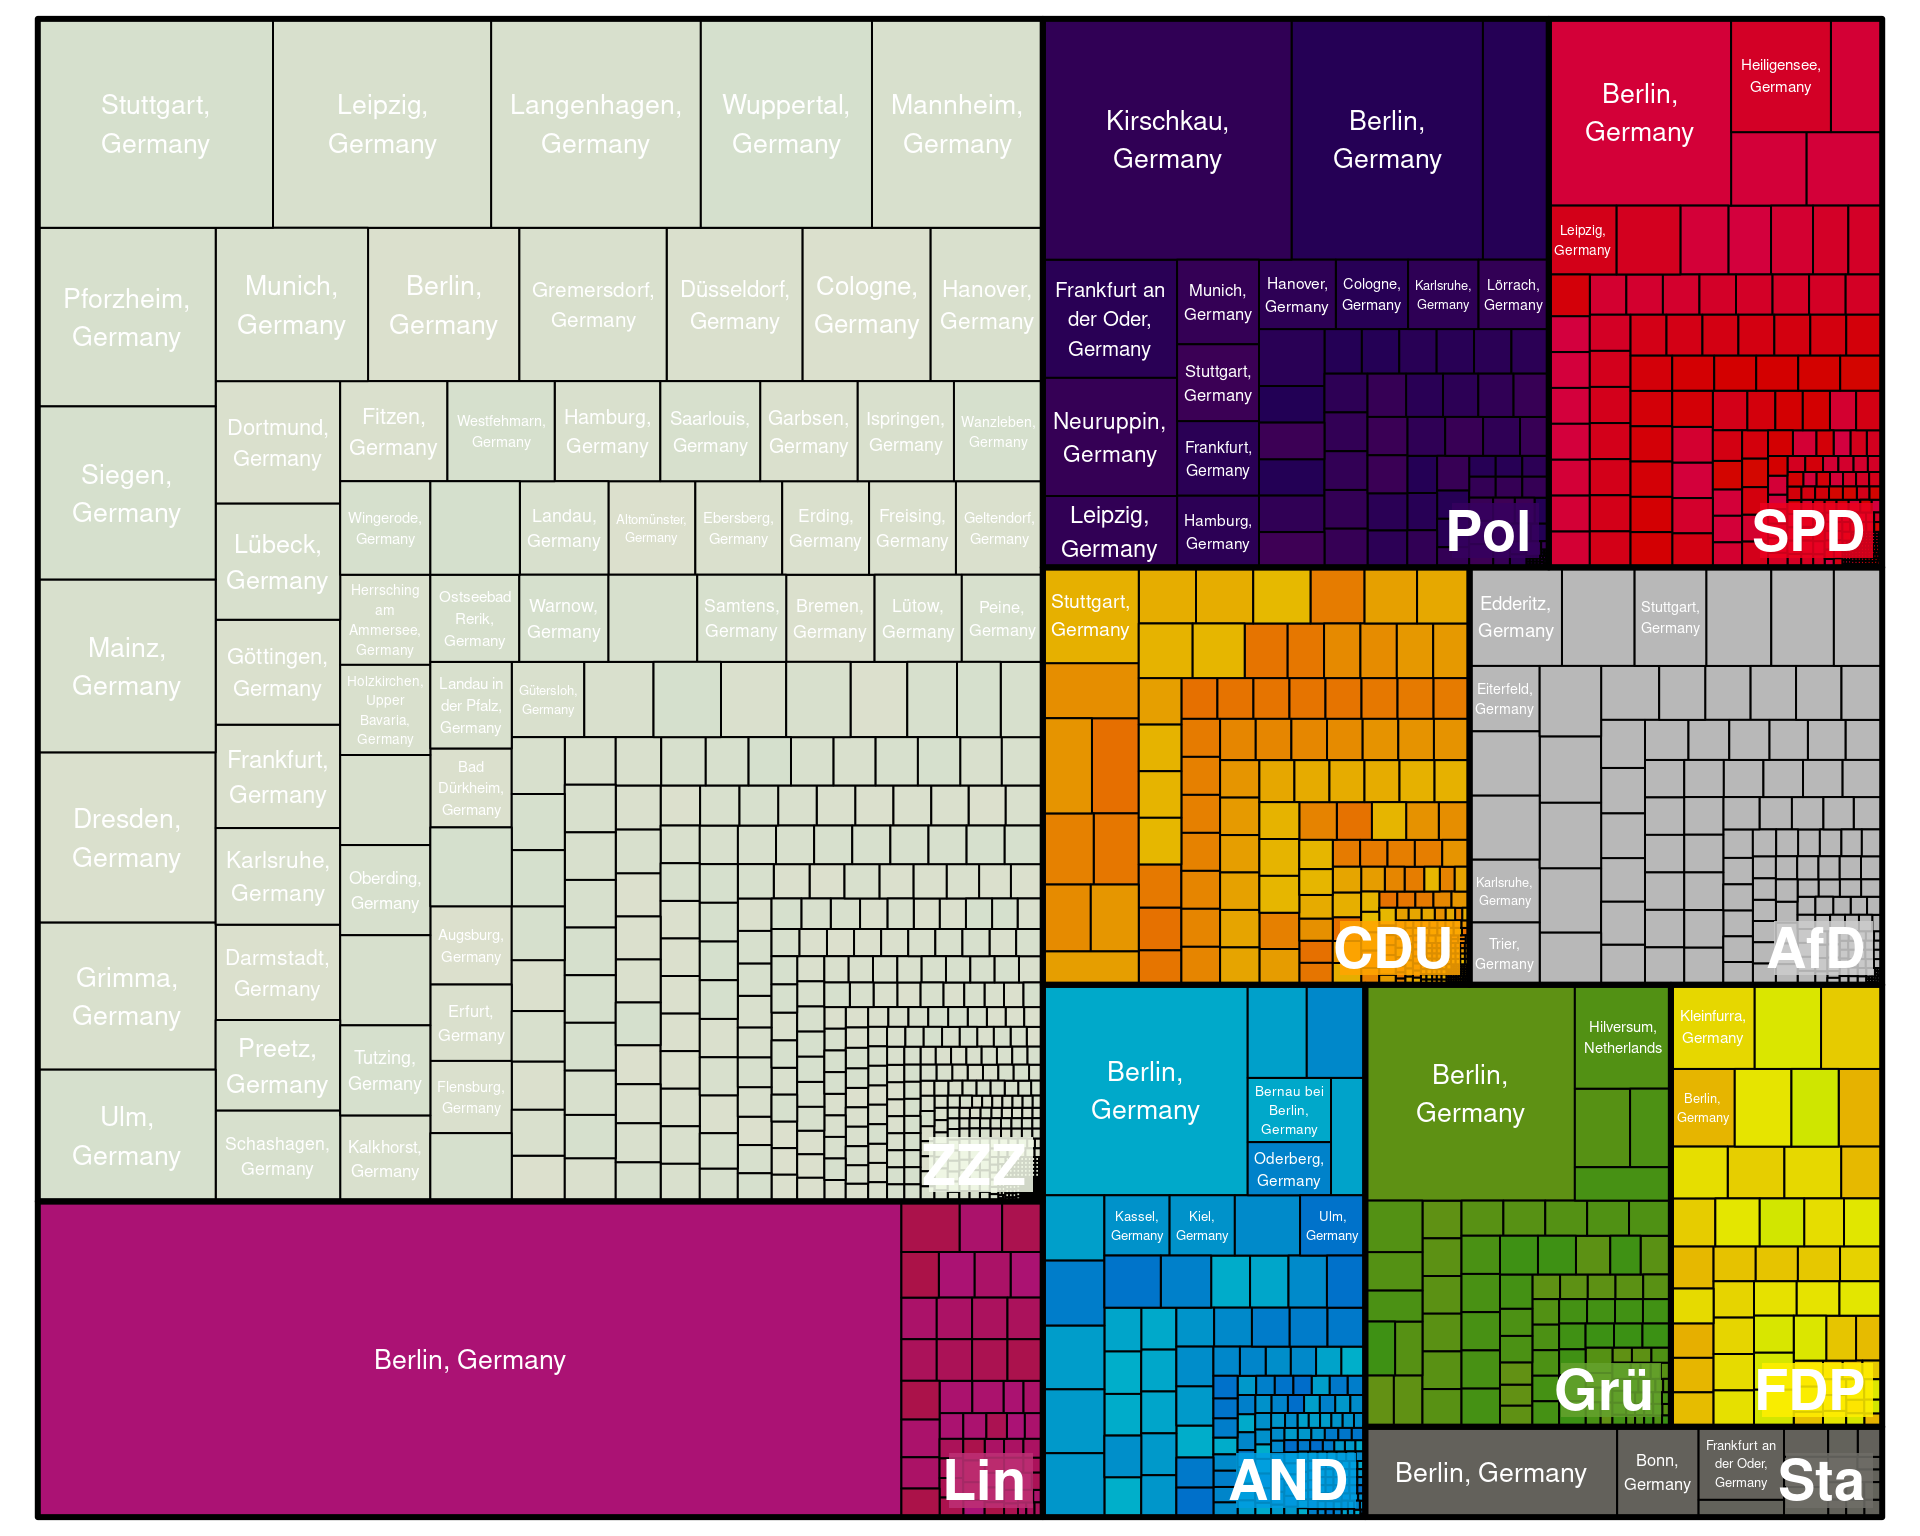 Stuttgart,
Germany
Leipzig,
Germany
Langenhagen,
Germany
Wuppertal,
Germany
Mannheim,
Germany
Pforzheim,
Germany
Munich,
Germany
Berlin,
Germany
Gremersdorf,
Germany
Düsseldorf,
Germany
Cologne,
Germany
Hanover,
Germany
Siegen,
Germany
Dortmund,
Germany
Fitzen,
Germany
Westfehmarn,
Germany
Hamburg,
Germany
Saarlouis,
Germany
Garbsen,
Germany
Ispringen,
Germany
Wanzleben,
Germany
Lübeck,
Germany
Wingerode,
Germany
Landau,
Germany
Altomünster,
Germany
Ebersberg,
Germany
Erding,
Germany
Freising,
Germany
Geltendorf,
Germany
Mainz,
Germany
Göttingen,
Germany
Herrsching
am
Ammersee,
Germany
Ostseebad
Rerik,
Germany
Warnow,
Germany
Samtens,
Germany
Bremen,
Germany
Lütow,
Germany
Peine,
Germany
Holzkirchen,
Upper
Bavaria,
Germany
Landau in
der Pfalz,
Germany
Gütersloh,
Germany
Dresden,
Germany
Frankfurt,
Germany
Bad
Dürkheim,
Germany
Karlsruhe,
Germany
Oberding,
Germany
Grimma,
Germany
Darmstadt,
Germany
Augsburg,
Germany
Erfurt,
Germany
Ulm,
Germany
Preetz,
Germany
Tutzing,
Germany
Flensburg,
Germany
Schashagen,
Germany
Kalkhorst,
Germany
ZZZ
Berlin, Germany
Lin
Kirschkau,
Germany
Berlin,
Germany
Frankfurt an
der Oder,
Germany
Munich,
Germany
Hanover,
Germany
Cologne,
Germany
Karlsruhe,
Germany
Lörrach,
Germany
Stuttgart,
Germany
Neuruppin,
Germany
Frankfurt,
Germany
Leipzig,
Germany
Hamburg,
Germany
Pol
Berlin,
Germany
Heiligensee,
Germany
Leipzig,
Germany
SPD
Stuttgart,
Germany
CDU
Edderitz,
Germany
Stuttgart,
Germany
Eiterfeld,
Germany
Karlsruhe,
Germany
Trier,
Germany
AfD
Berlin,
Germany
Bernau bei
Berlin,
Germany
Oderberg,
Germany
Kassel,
Germany
Kiel,
Germany
Ulm,
Germany
AND
Berlin,
Germany
Hilversum,
Netherlands
Grü
Kleinfurra,
Germany
Berlin,
Germany
FDP
Berlin, Germany
Bonn,
Germany
Frankfurt an
der Oder,
Germany
Sta